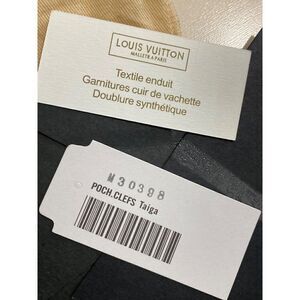 LOUIS VUITTON
MALLETIER À PARIS
Textile enduit
Garnitures cuir de vachette
Doublure synthétique
M30398
POCH.CLEFS Taiga